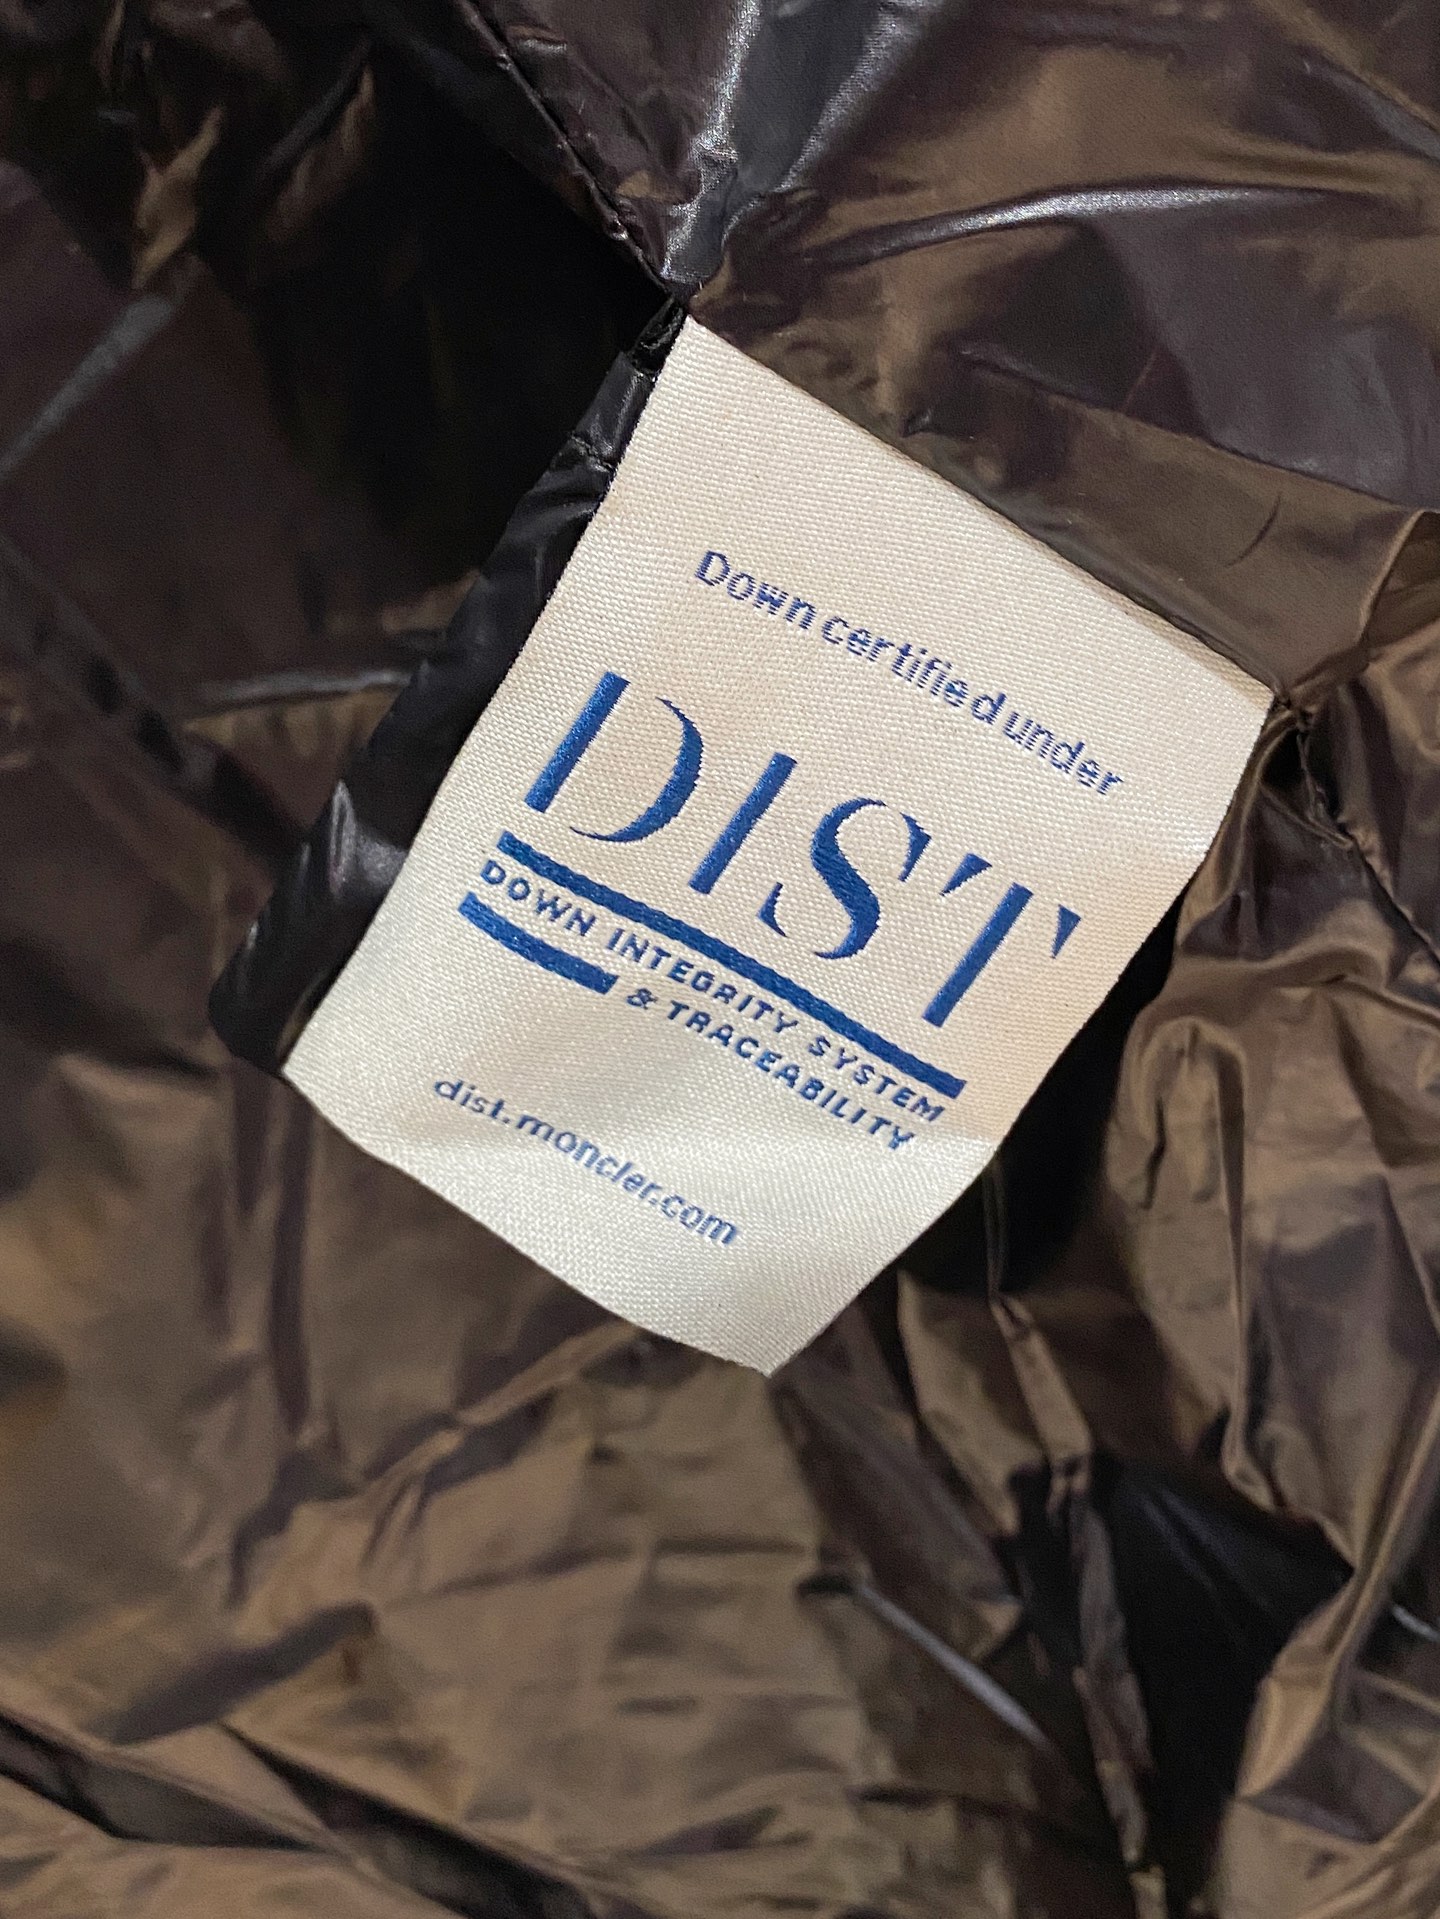 Down certified under
DIST
DOWN INTEGRITY SYSTEM
& TRACEABILITY
dist.moncler.com